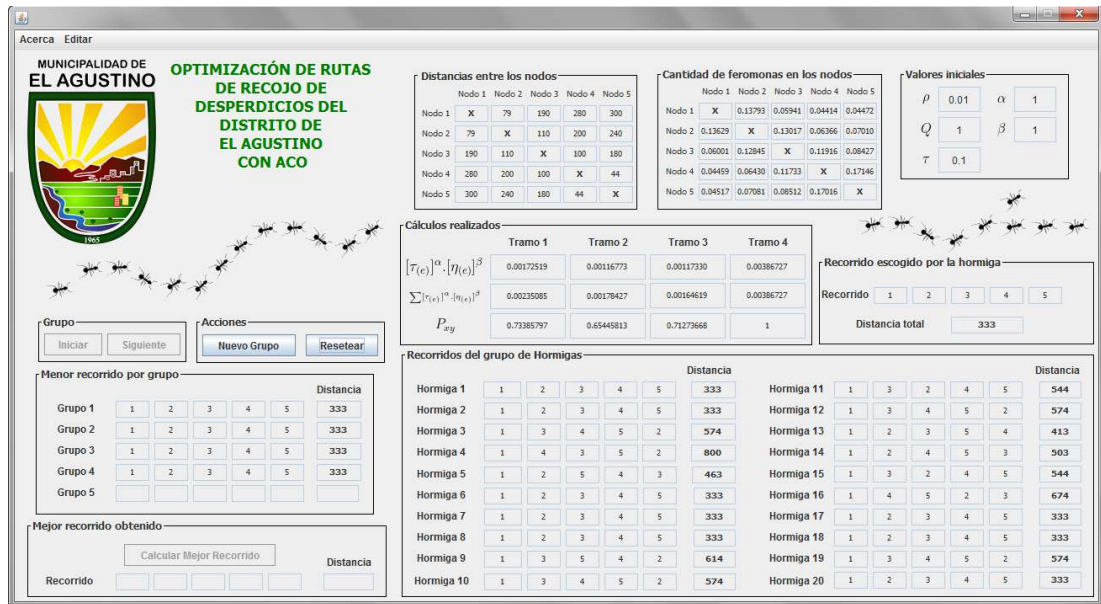 Acerca Editar
MUNICIPALIDAD DE
EL AGUSTINO
1965
OPTIMIZACIÓN DE RUTAS
DE RECOJO DE
DESPERDICIOS DEL
DISTRITO DE
EL AGUSTINO
CON ACO
Distancias entre los nodos
Nodo 1 Nodo 2 Nodo 3 Nodo 4 Nodo 5
Nodo 1 X 79 190 280 300
Nodo 2 79 X 110 200 240
Nodo 3 190 110 X 100 180
Nodo 4 280 200 100 X 44
Nodo 5 300 240 180 44 X
Cantidad de feromonas en los nodos
Nodo 1 Nodo 2 Nodo 3 Nodo 4 Nodo 5
Nodo 1 X 0.13793 0.05941 0.04414 0.04472
Nodo 2 0.13629 X 0.13017 0.06366 0.07010
Nodo 3 0.06001 0.12845 X 0.11916 0.08427
Nodo 4 0.04459 0.06430 0.11733 X 0.17146
Nodo 5 0.04517 0.07081 0.08512 0.17016 X
Valores iniciales
ρ 0.01 α 1
Q 1 β 1
τ 0.1
Cálculos realizados
Tramo 1 Tramo 2 Tramo 3 Tramo 4
[τ(e)]^α.[η(e)]^β 0.00172519 0.00116773 0.00117330 0.00386727
∑[τ(e)]^α.[η(e)]^β 0.00235085 0.00178427 0.00164619 0.00386727
Pxy 0.73385797 0.65445813 0.71273668 1
Recorrido escogido por la hormiga
Recorrido 1 2 3 4 5
Distancia total 333
Grupo
Iniciar Siguiente
Acciones
Nuevo Grupo Resetear
Menor recorrido por grupo
Distancia
Grupo 1 1 2 3 4 5 333
Grupo 2 1 2 3 4 5 333
Grupo 3 1 2 3 4 5 333
Grupo 4 1 2 3 4 5 333
Grupo 5
Mejor recorrido obtenido
Calcular Mejor Recorrido Distancia
Recorrido
Recorridos del grupo de Hormigas
Distancia Distancia
Hormiga 1 1 2 3 4 5 333 Hormiga 11 1 3 2 4 5 544
Hormiga 2 1 2 3 4 5 333 Hormiga 12 1 3 4 5 2 574
Hormiga 3 1 3 4 5 2 574 Hormiga 13 1 2 3 5 4 413
Hormiga 4 1 4 3 5 2 800 Hormiga 14 1 2 4 5 3 503
Hormiga 5 1 2 5 4 3 463 Hormiga 15 1 3 2 4 5 544
Hormiga 6 1 2 3 4 5 333 Hormiga 16 1 4 5 2 3 674
Hormiga 7 1 2 3 4 5 333 Hormiga 17 1 2 3 4 5 333
Hormiga 8 1 2 3 4 5 333 Hormiga 18 1 2 3 4 5 333
Hormiga 9 1 3 5 4 2 614 Hormiga 19 1 3 4 5 2 574
Hormiga 10 1 3 4 5 2 574 Hormiga 20 1 2 3 4 5 333